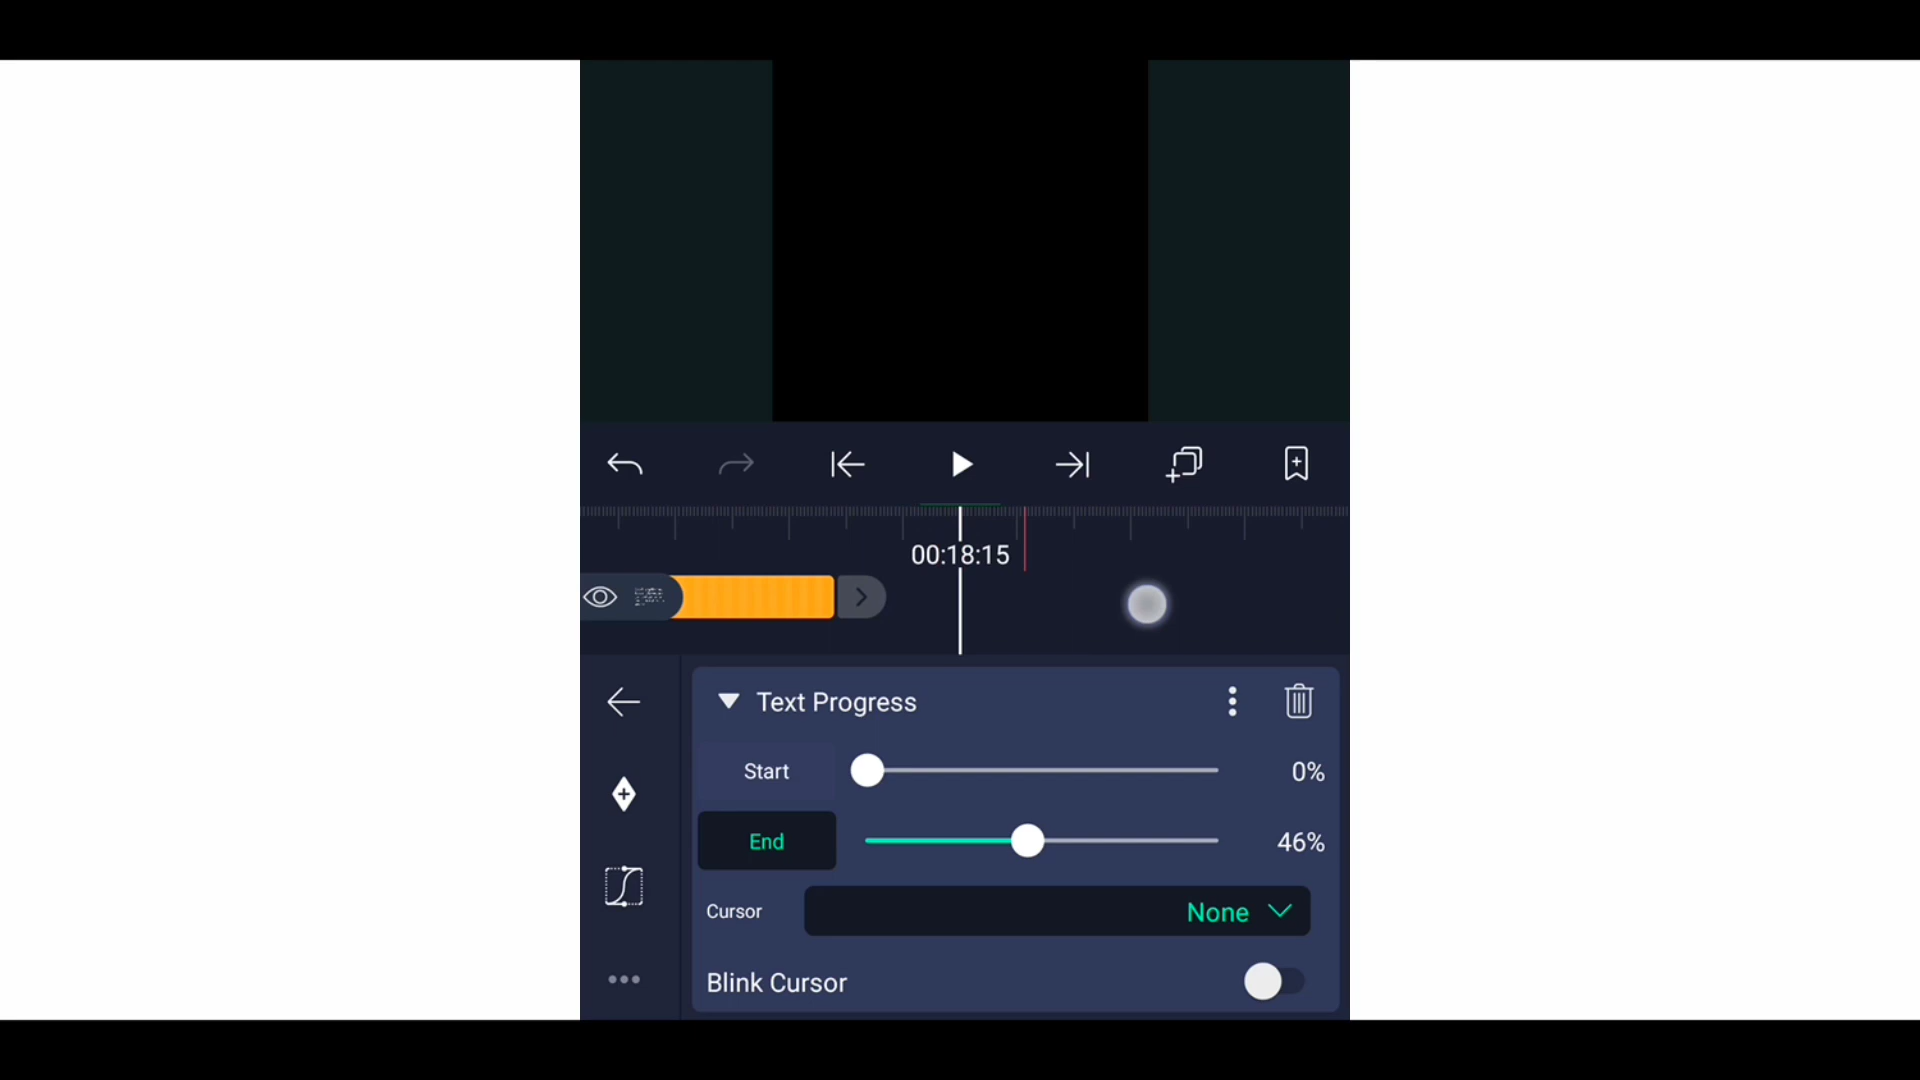 00:18:15
Text Progress
Start
0%
End
46%
Cursor
None
Blink Cursor